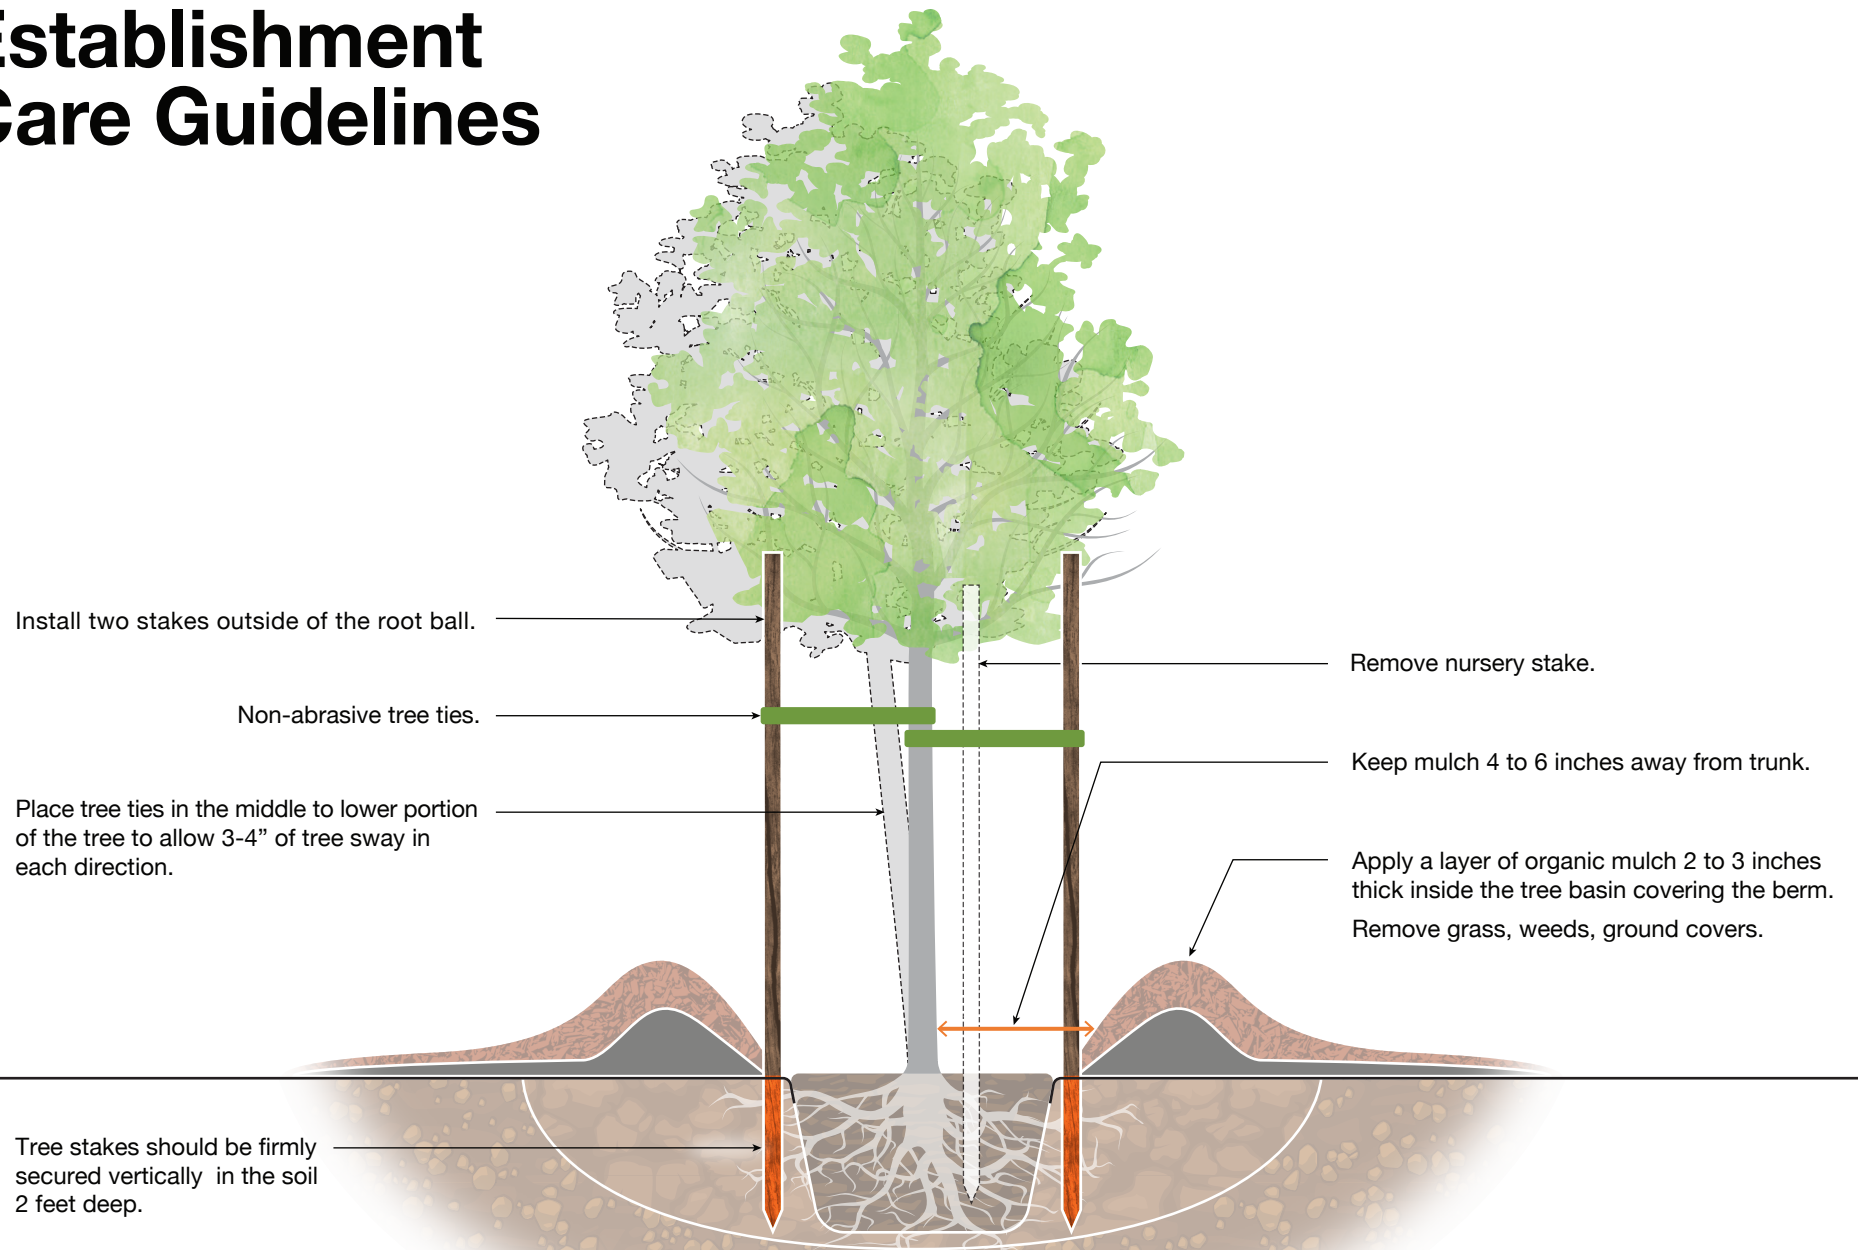 Establishment
Care Guidelines
Install two stakes outside of the root ball.
Non-abrasive tree ties.
Place tree ties in the middle to lower portion
of the tree to allow 3-4” of tree sway in
each direction.
Tree stakes should be firmly
secured vertically in the soil
2 feet deep.
Remove nursery stake.
Keep mulch 4 to 6 inches away from trunk.
Apply a layer of organic mulch 2 to 3 inches
thick inside the tree basin covering the berm.
Remove grass, weeds, ground covers.